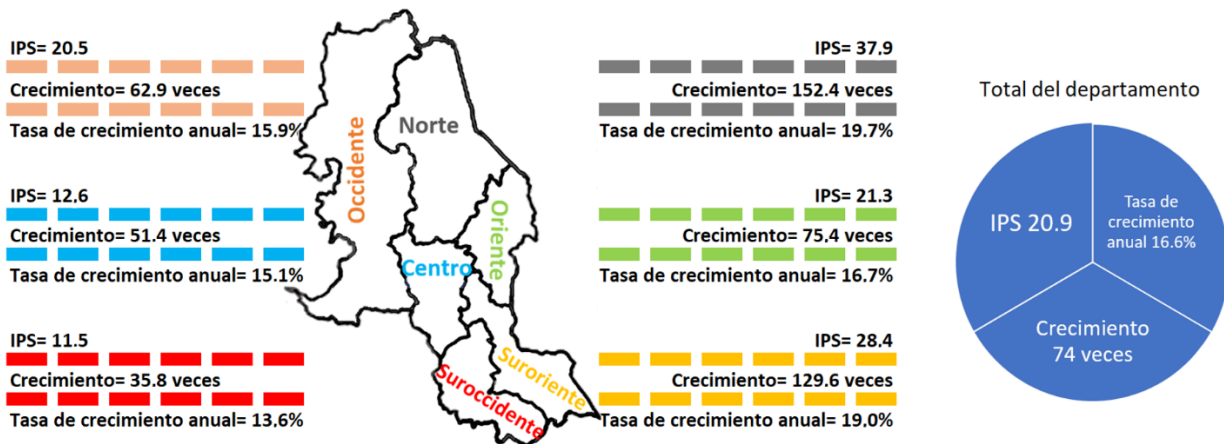 IPS= 20.5
Crecimiento= 62.9 veces
Tasa de crecimiento anual= 15.9%
IPS= 12.6
Crecimiento= 51.4 veces
Tasa de crecimiento anual= 15.1%
IPS= 11.5
Crecimiento= 35.8 veces
Tasa de crecimiento anual= 13.6%
Occidente
Norte
Oriente
Centro
Suroriente
Suroccidente
IPS= 37.9
Crecimiento= 152.4 veces
Tasa de crecimiento anual= 19.7%
IPS= 21.3
Crecimiento= 75.4 veces
Tasa de crecimiento anual= 16.7%
IPS= 28.4
Crecimiento= 129.6 veces
Tasa de crecimiento anual= 19.0%
Total del departamento
IPS 20.9
Tasa de
crecimiento
anual 16.6%
Crecimiento
74 veces